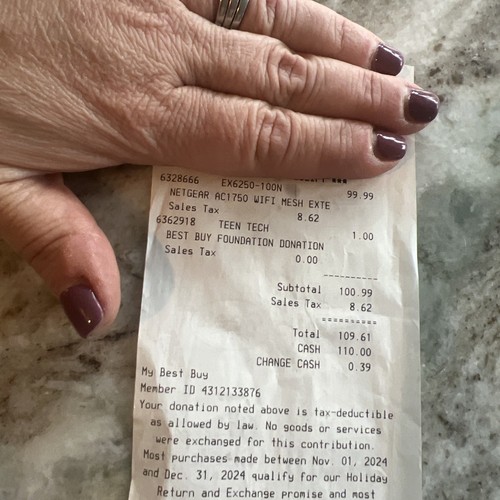 6328666 EX6250-100N 99.99
NETGEAR AC1750 WIFI MESH EXTE
Sales Tax 8.62
6362918 TEEN TECH 1.00
BEST BUY FOUNDATION DONATION
Sales Tax 0.00
----------
Subtotal 100.99
Sales Tax 8.62
==========
Total 109.61
CASH 110.00
CHANGE CASH 0.39
My Best Buy
Member ID 4312133876
Your donation noted above is tax-deductible
as allowed by law. No goods or services
were exchanged for this contribution.
Most purchases made between Nov. 01, 2024
and Dec. 31, 2024 qualify for our Holiday
Return and Exchange promise and most